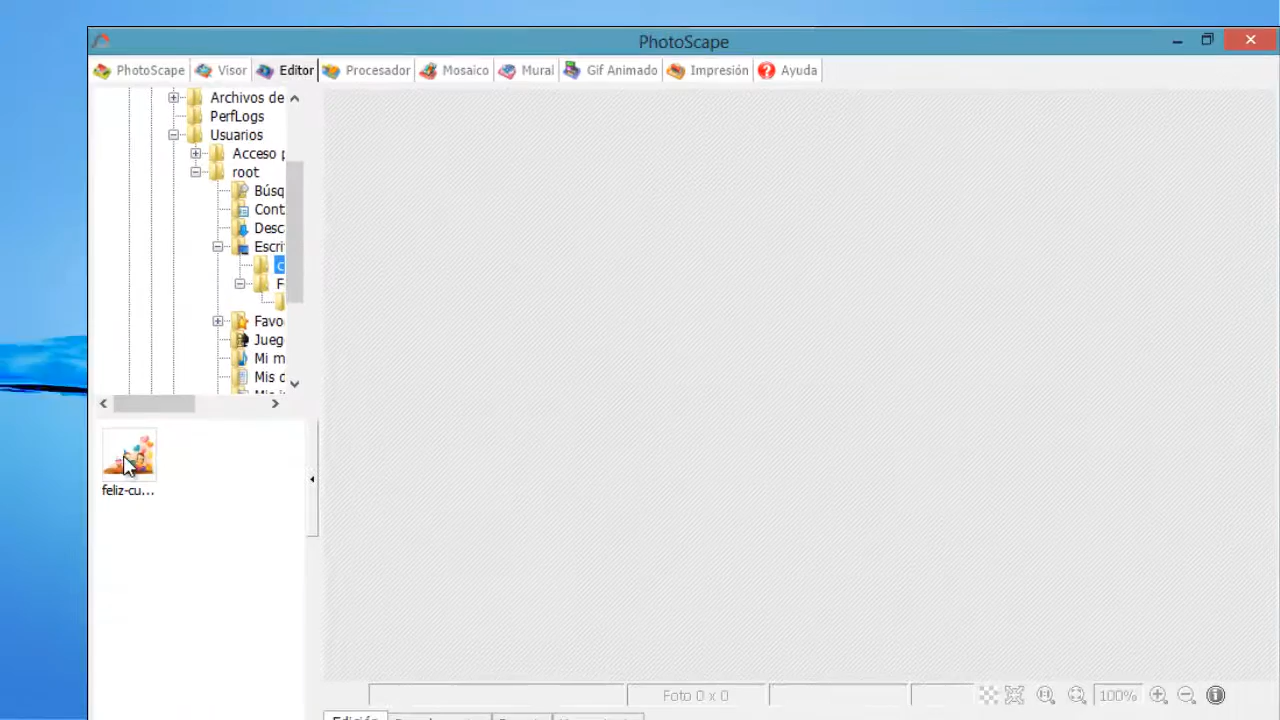 PhotoScape
PhotoScape Visor Editor Procesador Mosaico Mural Gif Animado Impresión Ayuda
Archivos de
PerfLogs
Usuarios
Acceso p
root
Búsq
Cont
Desc
Escri
c
F
Favo
Jueg
Mi m
Mis d
feliz-cu...
Foto 0 x 0
100%
Edición